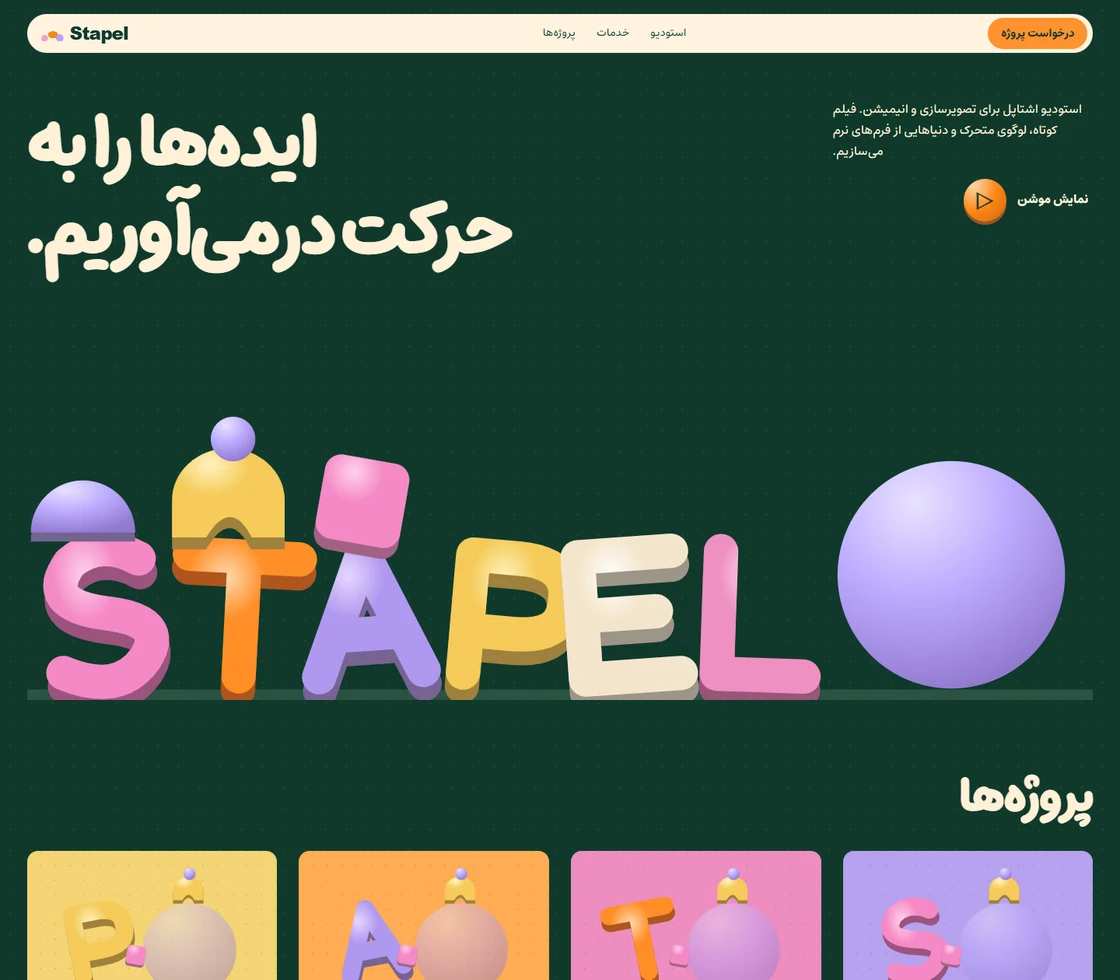 Stapel
پروژه‌ها
خدمات
استودیو
درخواست پروژه
ایده‌ها را به
حرکت درمی‌آوریم.
استودیو اشتاپل برای تصویرسازی و انیمیشن. فیلم
کوتاه، لوگوی متحرک و دنیاهایی از فرم‌های نرم
می‌سازیم.
نمایش موشن
STAPEL
پروژه‌ها
P
A
T
S